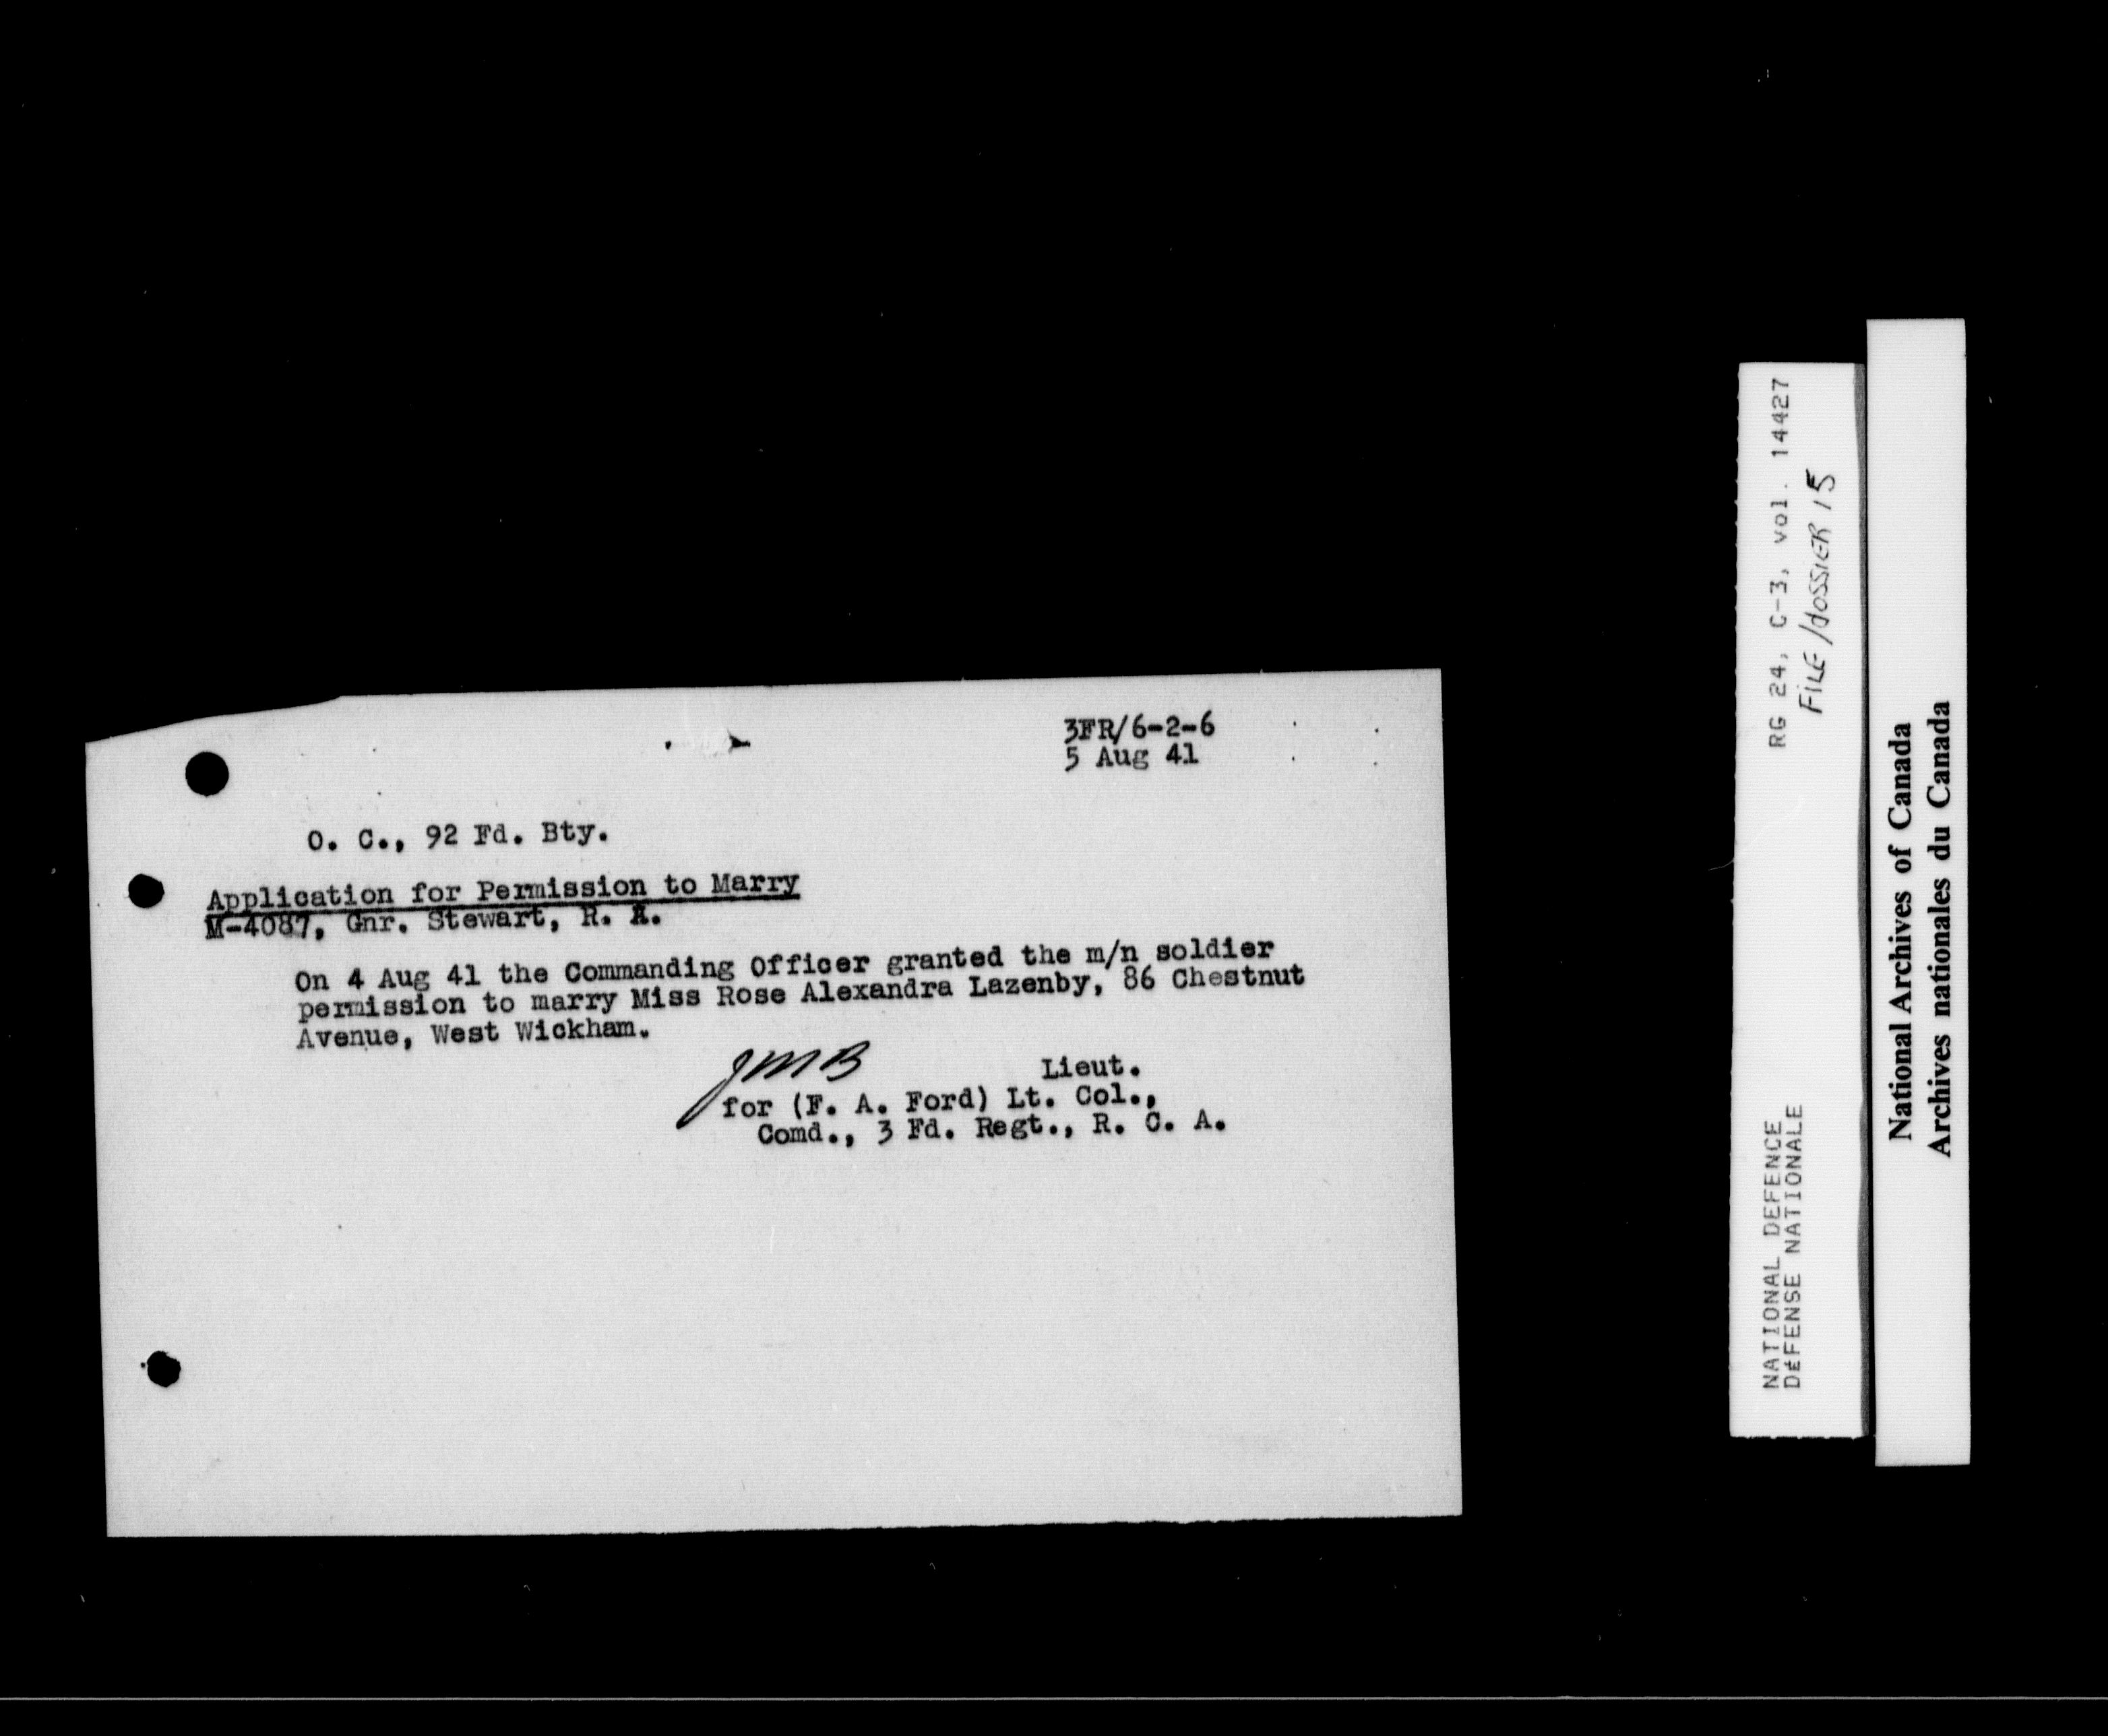 3FR/6-2-6
5 Aug 41
O. C., 92 Fd. Bty.
Application for Permission to Marry
M-4087, Gnr. Stewart, R. A.
On 4 Aug 41 the Commanding Officer granted the m/n soldier
permission to marry Miss Rose Alexandra Lazenby, 86 Chestnut
Avenue, West Wickham.
JMB Lieut.
for (F. A. Ford) Lt. Col.,
Comd., 3 Fd. Regt., R. C. A.
NATIONAL DEFENCE RG 24, C-3, vol. 14427
DÉFENSE NATIONALE FILE/dOSSIER 15
National Archives of Canada
Archives nationales du Canada